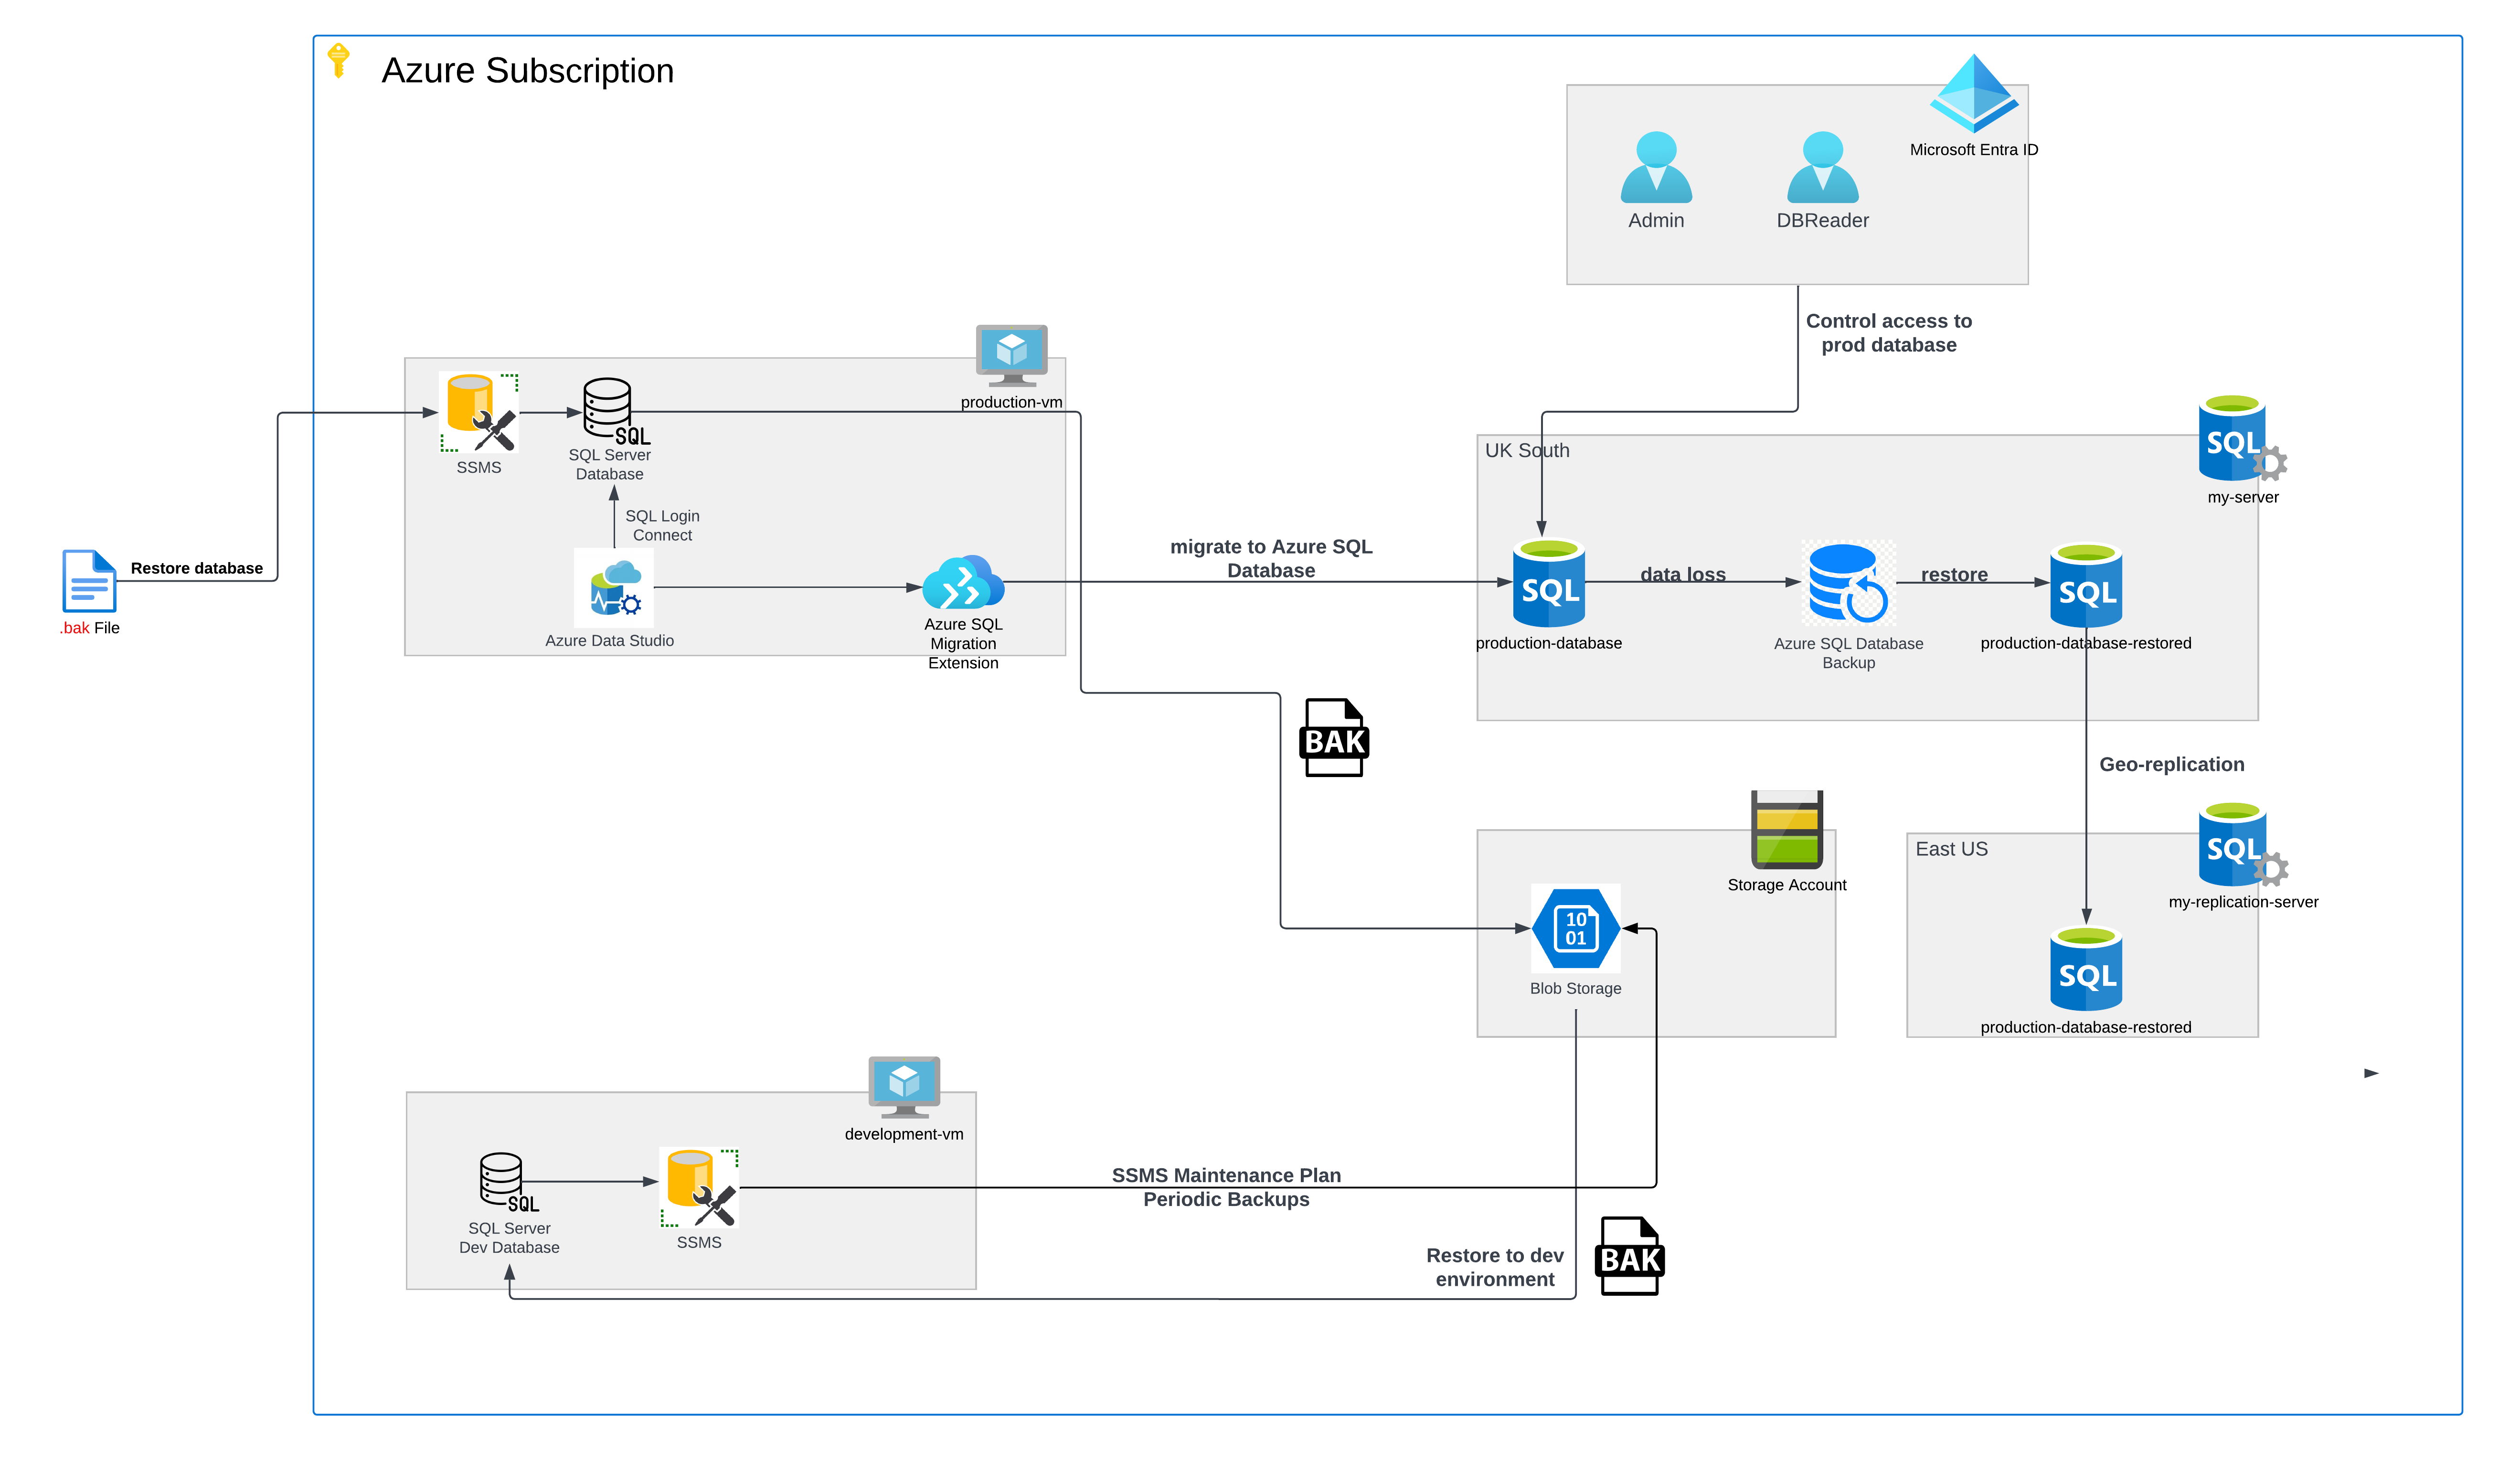 Azure Subscription
Microsoft Entra ID
Admin
DBReader
Control access to
prod database
production-vm
SSMS
SQL
SQL Server
Database
SQL Login
Connect
Azure Data Studio
Azure SQL
Migration
Extension
Restore database
.bak File
migrate to Azure SQL
Database
UK South
SQL
my-server
SQL
production-database
data loss
Azure SQL Database
Backup
restore
SQL
production-database-restored
BAK
Geo-replication
Storage Account
10
01
Blob Storage
East US
SQL
my-replication-server
SQL
production-database-restored
development-vm
SQL
SQL Server
Dev Database
SSMS
SSMS Maintenance Plan
Periodic Backups
Restore to dev
environment
BAK